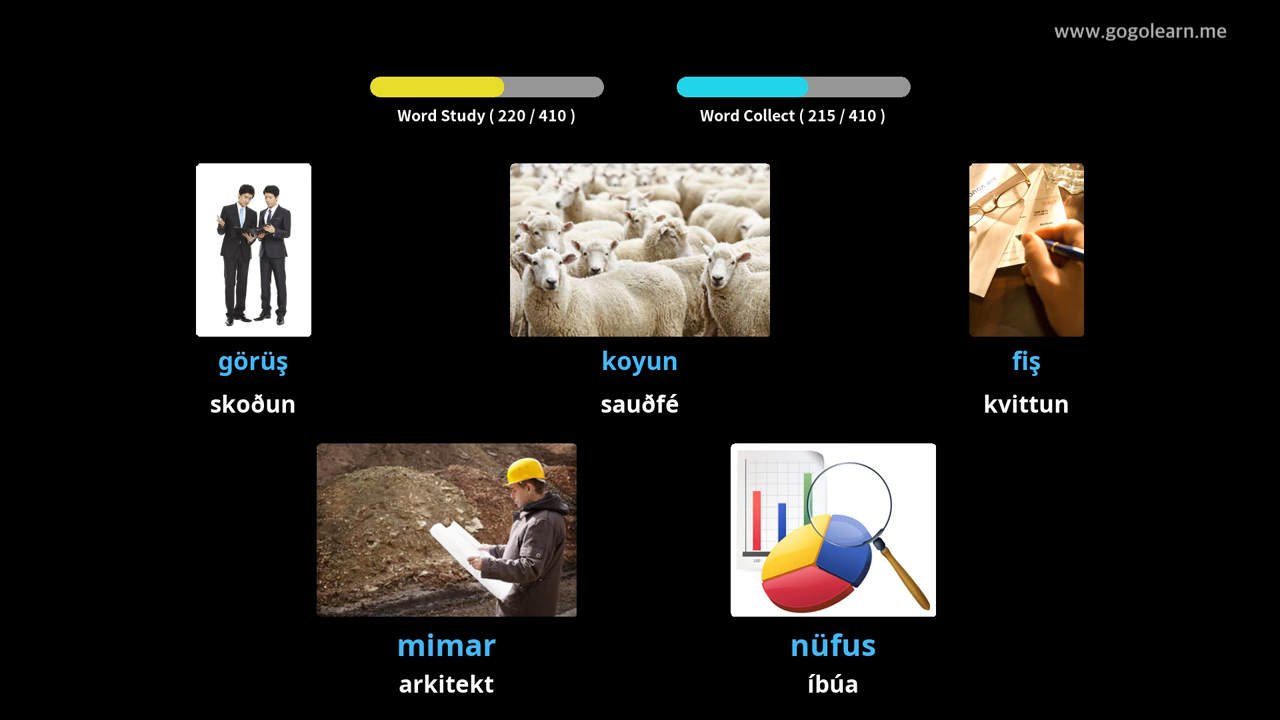 www.gogolearn.me
Word Study ( 220 / 410 )
Word Collect ( 215 / 410 )
görüş
skoðun
koyun
sauðfé
fiş
kvittun
mimar
arkitekt
nüfus
íbúa